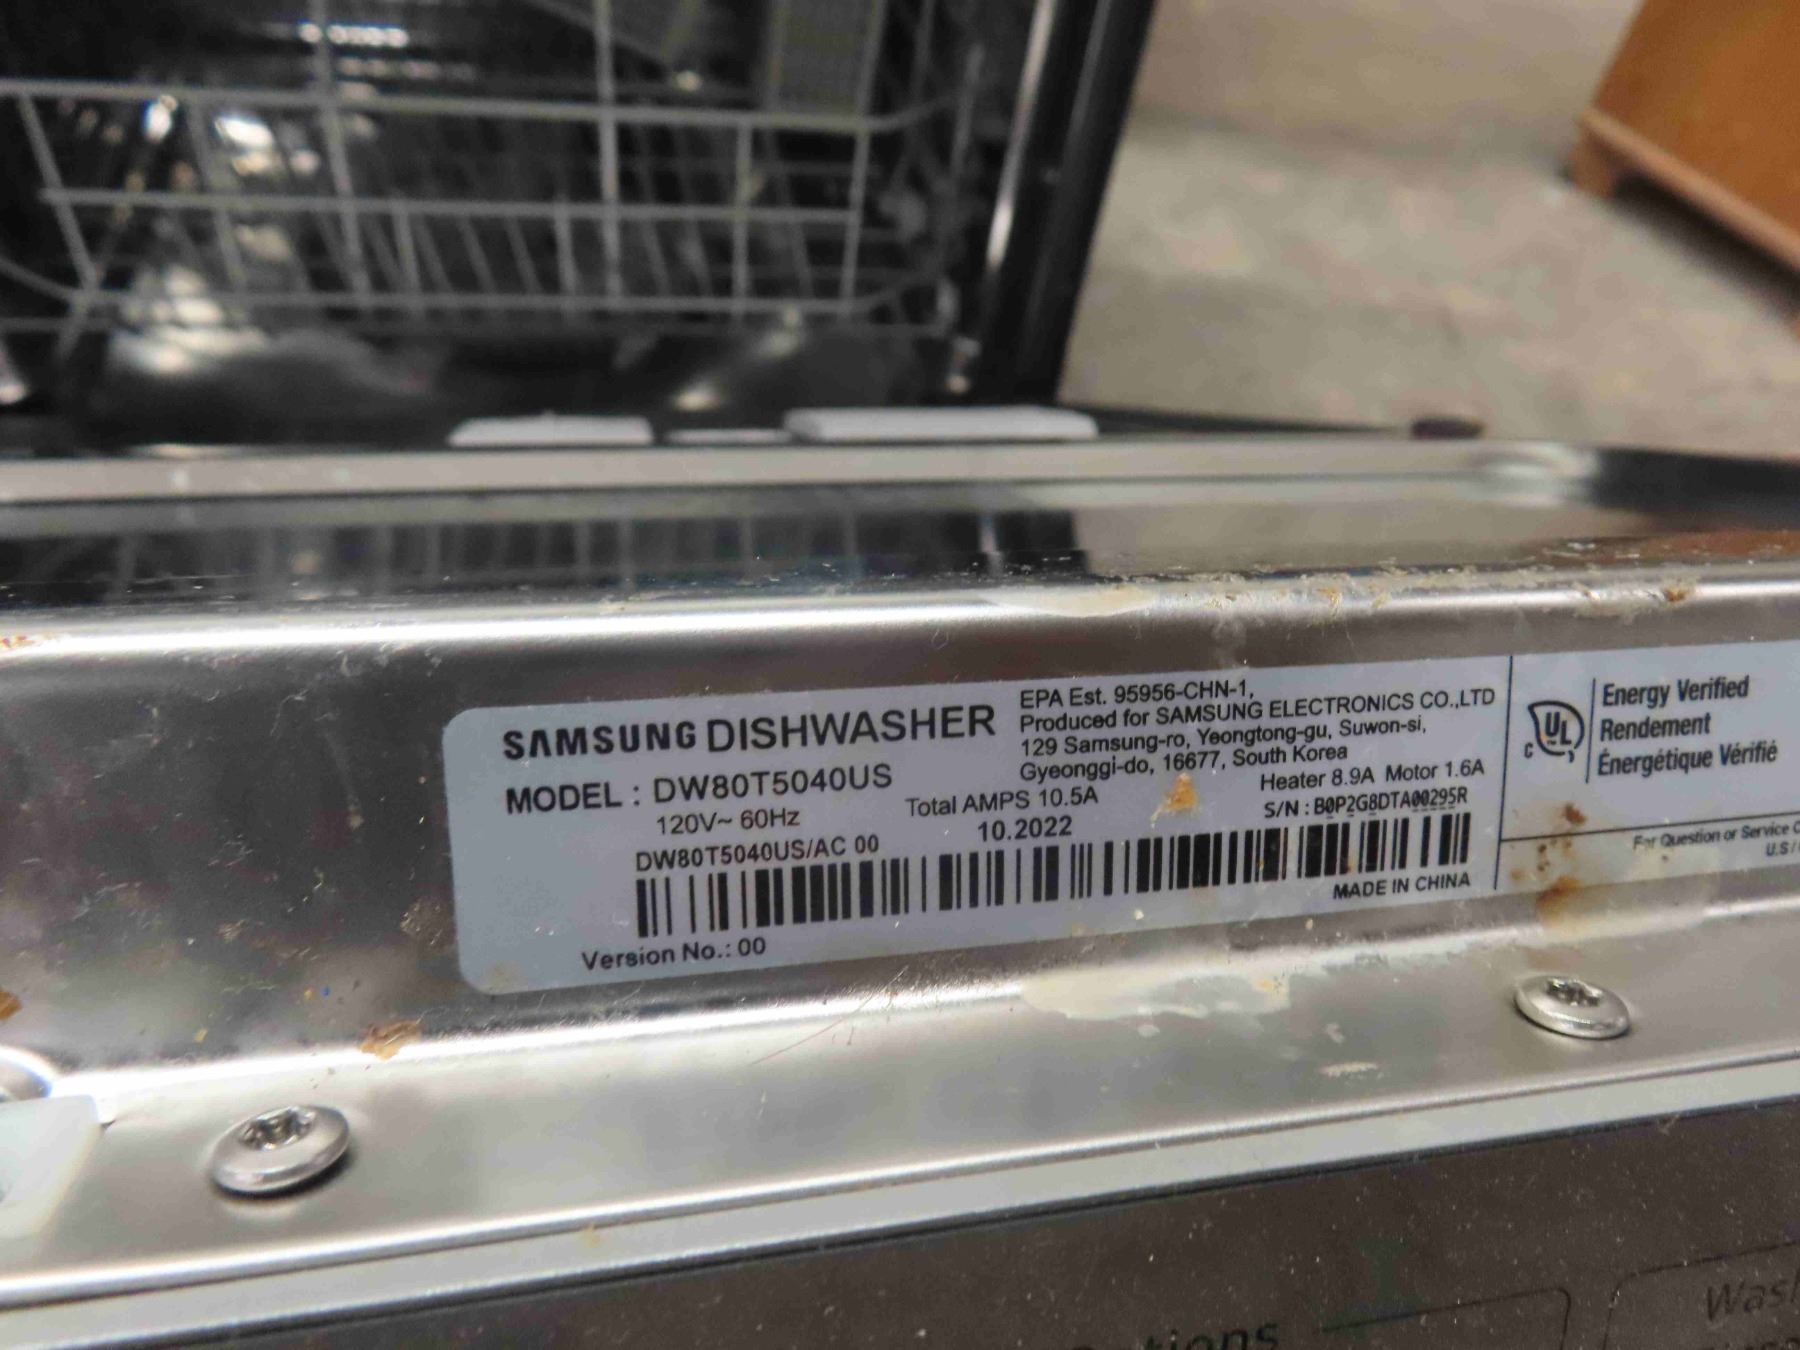 SAMSUNG DISHWASHER
MODEL : DW80T5040US
120V~ 60Hz
DW80T5040US/AC 00
Version No.: 00
EPA Est. 95956-CHN-1,
Produced for SAMSUNG ELECTRONICS CO.,LTD
129 Samsung-ro, Yeongtong-gu, Suwon-si,
Gyeonggi-do, 16677, South Korea
Heater 8.9A Motor 1.6A
Total AMPS 10.5A
S/N : B0P2G8DTA00295R
10.2022
MADE IN CHINA
C UL
Energy Verified
Rendement
Énergétique Vérifié
For Question or Service
U.S /